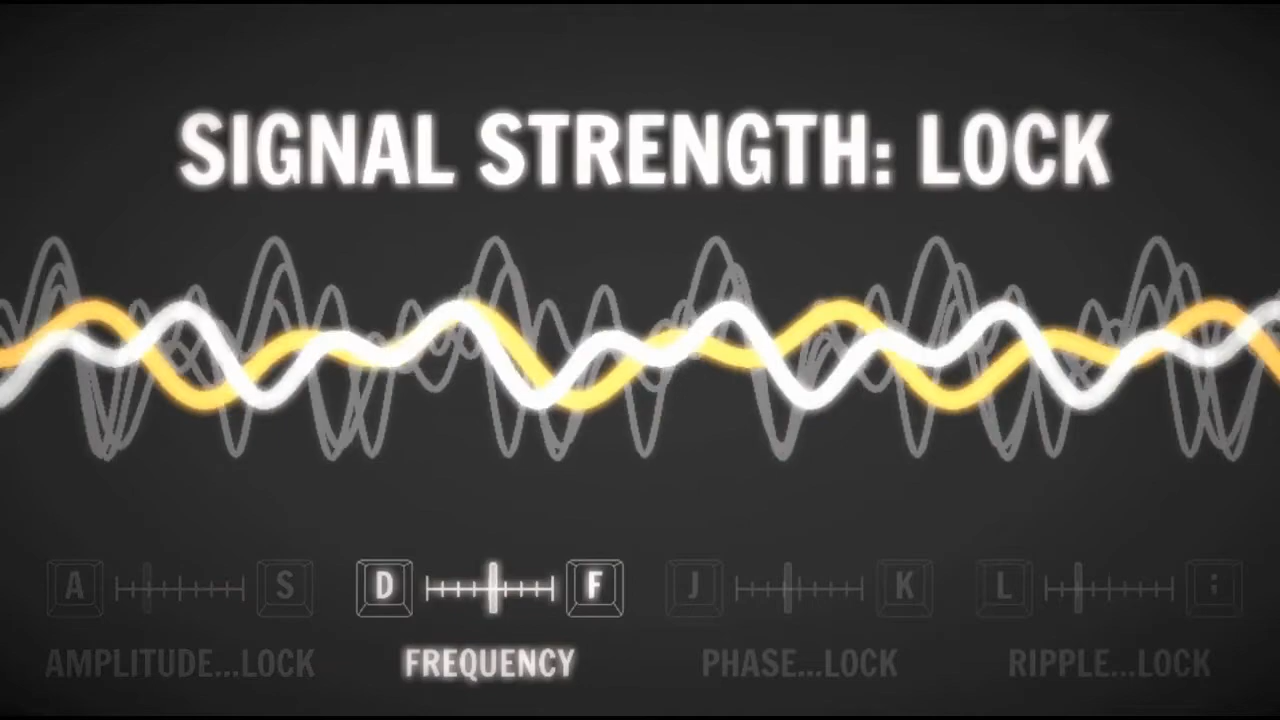 SIGNAL STRENGTH: LOCK
A S D F J K L ;
AMPLITUDE...LOCK FREQUENCY PHASE...LOCK RIPPLE...LOCK